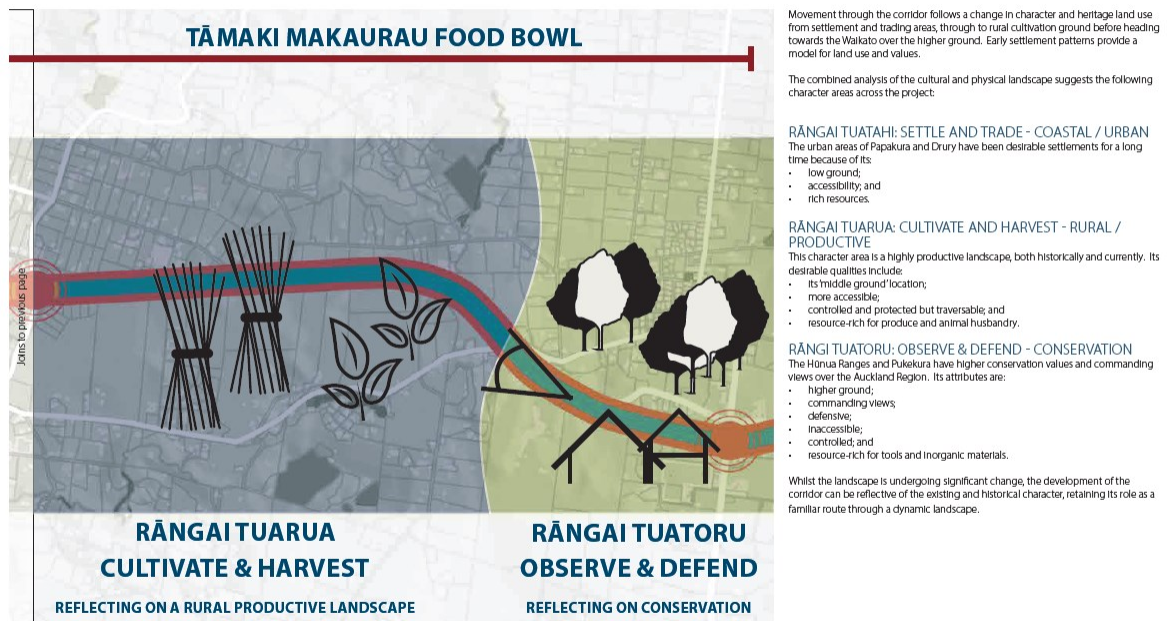 TĀMAKI MAKAURAU FOOD BOWL
Joins to previous page
RĀNGAI TUARUA
CULTIVATE & HARVEST
REFLECTING ON A RURAL PRODUCTIVE LANDSCAPE
RĀNGAI TUATORU
OBSERVE & DEFEND
REFLECTING ON CONSERVATION
Movement through the corridor follows a change in character and heritage land use
from settlement and trading areas, through to rural cultivation ground before heading
towards the Waikato over the higher ground. Early settlement patterns provide a
model for land use and values.
The combined analysis of the cultural and physical landscape suggests the following
character areas across the project:
RĀNGAI TUATAHI: SETTLE AND TRADE - COASTAL / URBAN
The urban areas of Papakura and Drury have been desirable settlements for a long
time because of its:
• low ground;
• accessibility; and
• rich resources.
RĀNGAI TUARUA: CULTIVATE AND HARVEST - RURAL /
PRODUCTIVE
This character area is a highly productive landscape, both historically and currently. Its
desirable qualities include:
• its 'middle ground' location;
• more accessible;
• controlled and protected but traversable; and
• resource-rich for produce and animal husbandry.
RĀNGI TUATORU: OBSERVE & DEFEND - CONSERVATION
The Hūnua Ranges and Pukekura have higher conservation values and commanding
views over the Auckland Region. Its attributes are:
• higher ground;
• commanding views;
• defensive;
• inaccessible;
• controlled; and
• resource-rich for tools and inorganic materials.
Whilst the landscape is undergoing significant change, the development of the
corridor can be reflective of the existing and historical character, retaining its role as a
familiar route through a dynamic landscape.